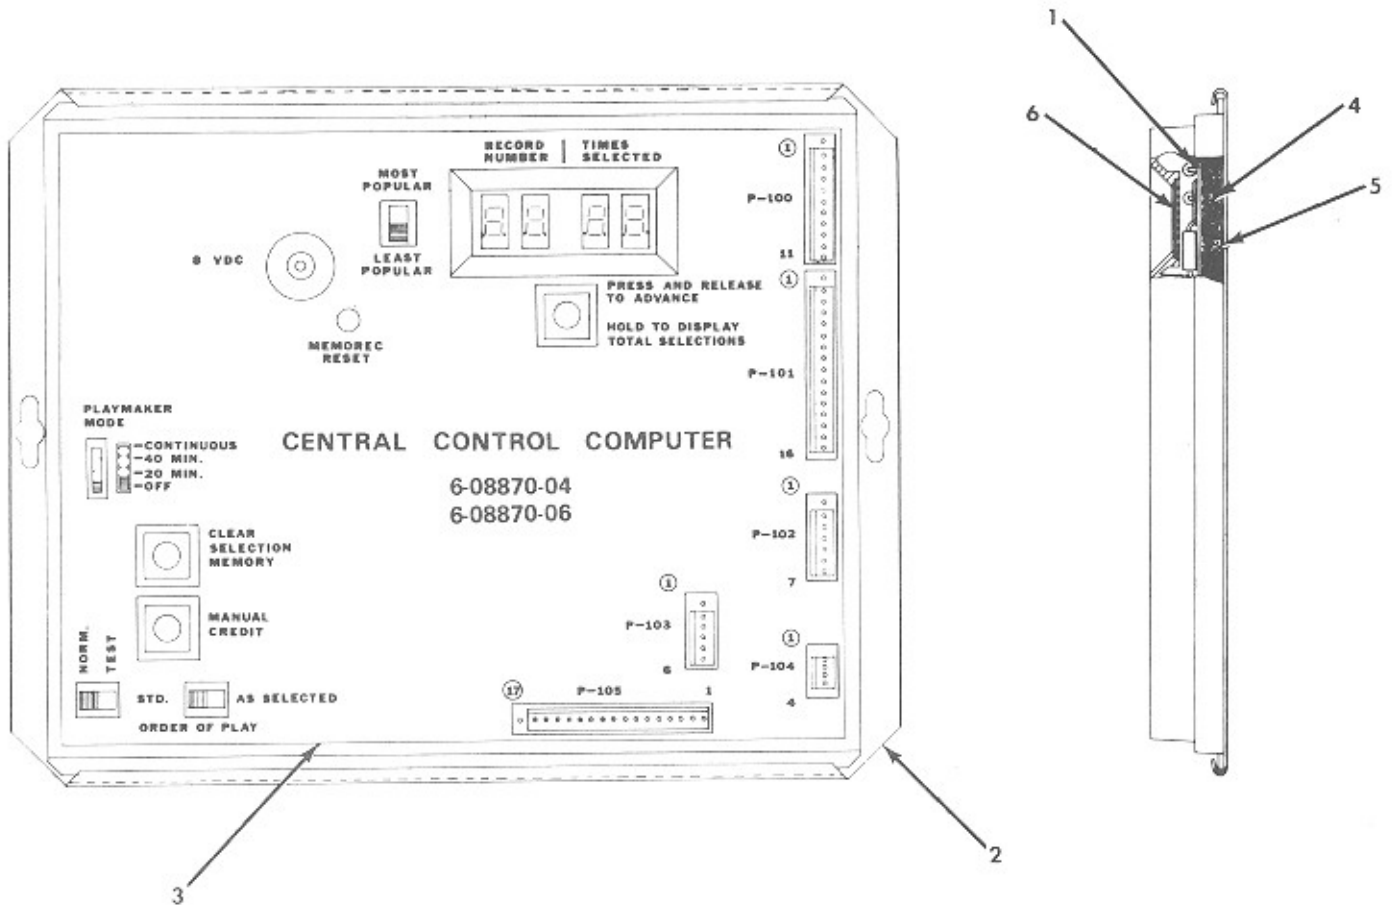 1
6
4
5
RECORD NUMBER | TIMES SELECTED
MOST
POPULAR
LEAST
POPULAR
8 VDC
MEMOREC
RESET
PRESS AND RELEASE
TO ADVANCE
HOLD TO DISPLAY
TOTAL SELECTIONS
1
P-100
11
1
P-101
16
PLAYMAKER
MODE
-CONTINUOUS
-40 MIN.
-20 MIN.
-OFF
CENTRAL CONTROL COMPUTER
6-08870-04
6-08870-06
CLEAR
SELECTION
MEMORY
MANUAL
CREDIT
NORM.
TEST
STD.
AS SELECTED
ORDER OF PLAY
1
P-102
7
1
P-103
6
1
P-104
4
17 P-105 1
2
3